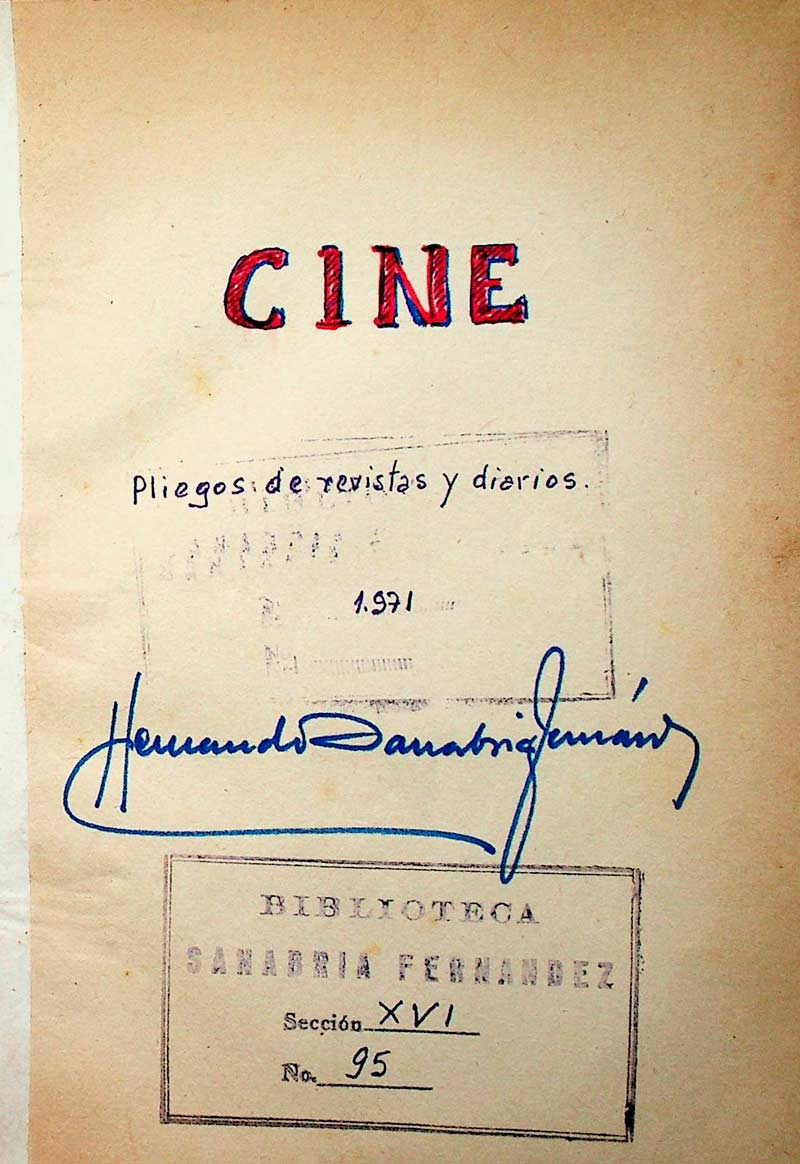 CINE
Pliegos de revistas y diarios.
1.971
Hernando Sanabria Fernández
BIBLIOTECA
SANABRIA FERNANDEZ
Sección XVI
No. 95